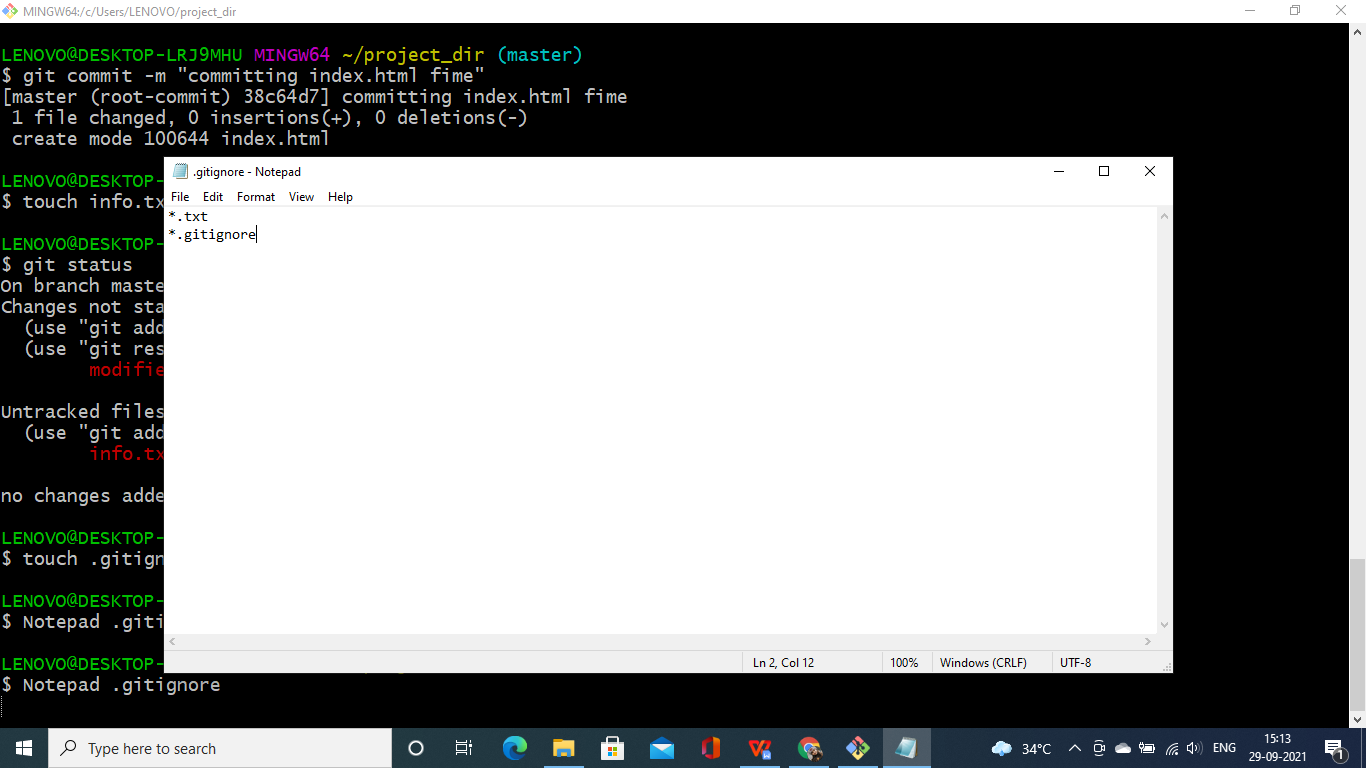 MINGW64:/c/Users/LENOVO/project_dir
LENOVO@DESKTOP-LRJ9MHU MINGW64 ~/project_dir (master)
$ git commit -m "committing index.html fime"
[master (root-commit) 38c64d7] committing index.html fime
1 file changed, 0 insertions(+), 0 deletions(-)
create mode 100644 index.html
LENOVO@DESKTOP-
$ touch info.tx
LENOVO@DESKTOP-
$ git status
On branch maste
Changes not sta
(use "git add
(use "git res
modifie
Untracked files
(use "git add
info.tx
no changes adde
LENOVO@DESKTOP-
$ touch .gitign
LENOVO@DESKTOP-
$ Notepad .giti
LENOVO@DESKTOP-
$ Notepad .gitignore
.gitignore - Notepad
File Edit Format View Help
*.txt
*.gitignore
Ln 2, Col 12 100% Windows (CRLF) UTF-8
Type here to search
34°C ENG
15:13
29-09-2021
1